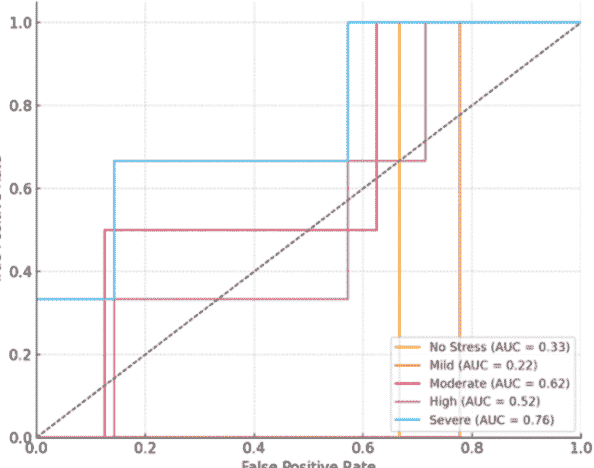 1.0
0.8
0.6
0.4
0.2
0.0
No Stress (AUC = 0.33)
Mild (AUC = 0.22)
Moderate (AUC = 0.62)
High (AUC = 0.52)
Severe (AUC = 0.76)
0.0 0.2 0.4 0.6 0.8 1.0
False Positive Rate